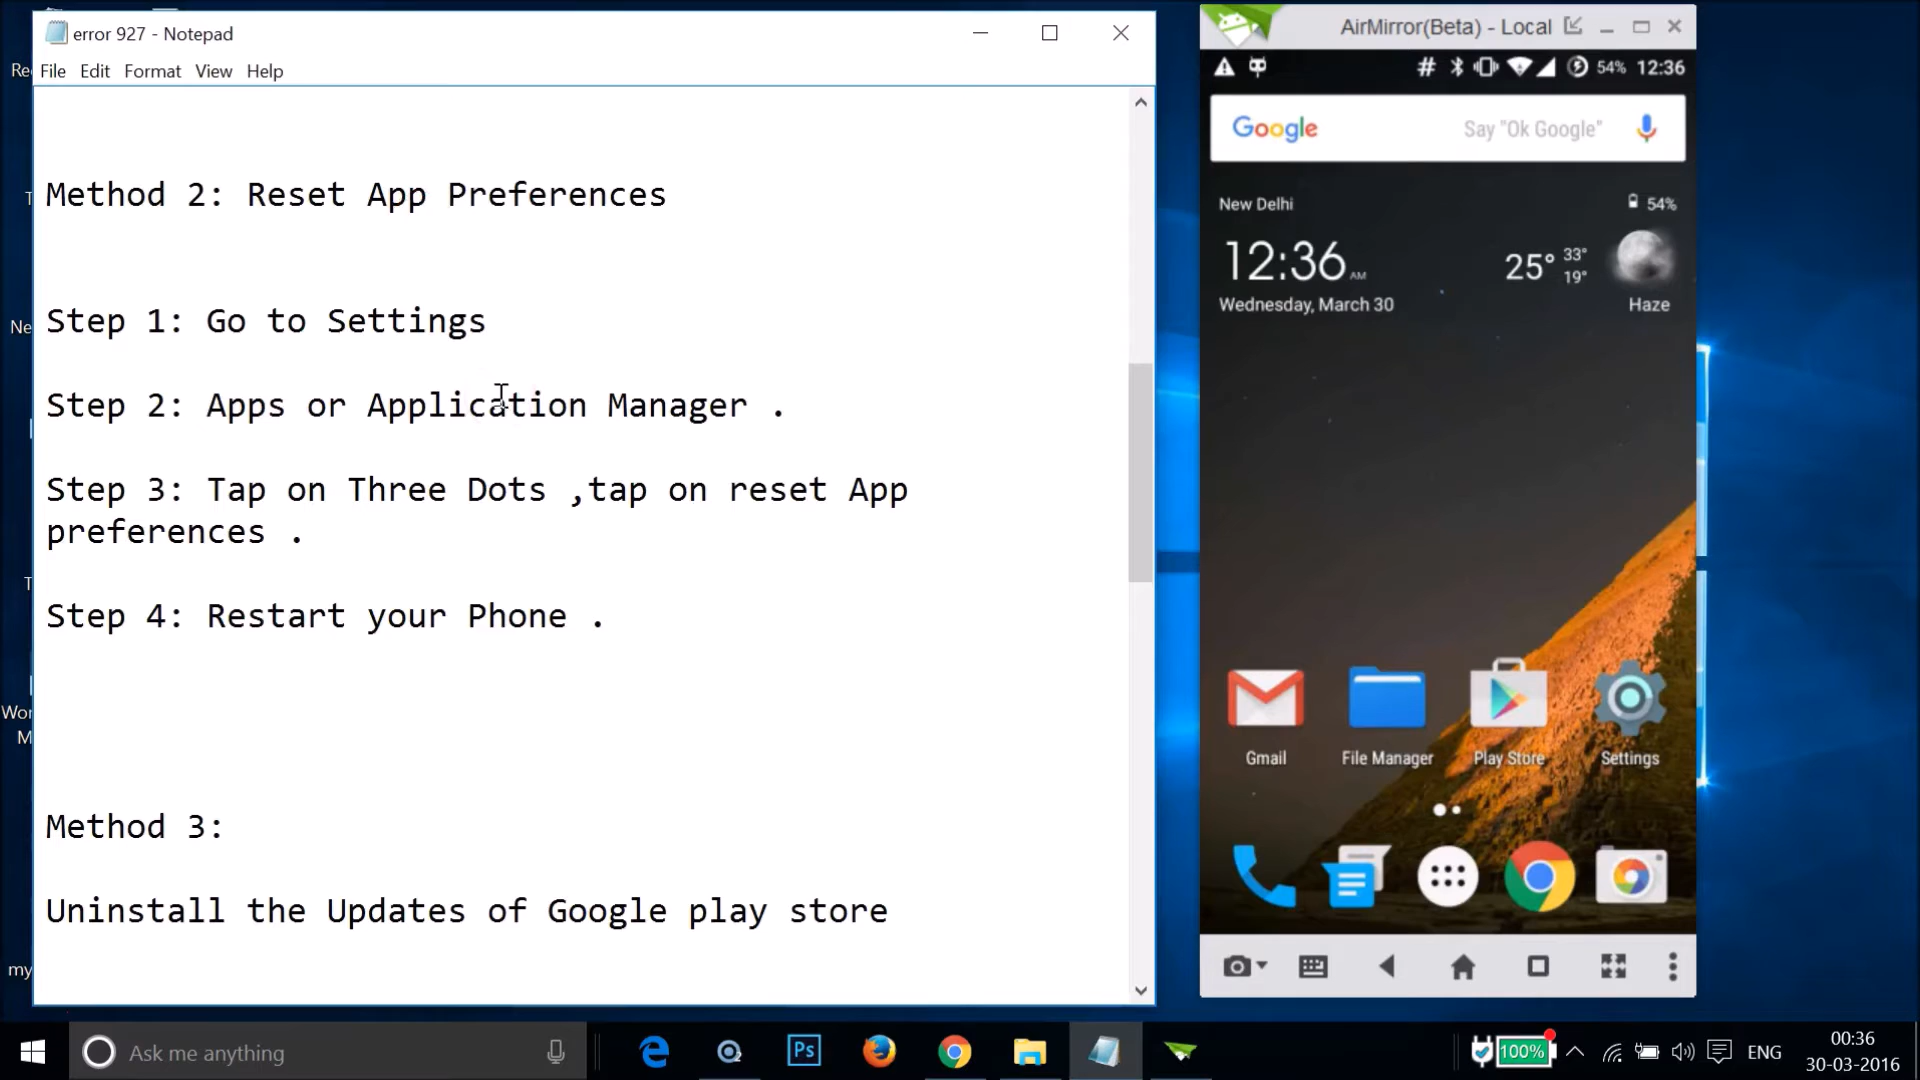 error 927 - Notepad
File Edit Format View Help
Method 2: Reset App Preferences
Step 1: Go to Settings
Step 2: Apps or Application Manager .
Step 3: Tap on Three Dots ,tap on reset App
preferences .
Step 4: Restart your Phone .
Method 3:
Uninstall the Updates of Google play store
AirMirror(Beta) - Local
54% 12:36
Google Say "Ok Google"
New Delhi 54%
12:36 AM 25° 33° 19°
Wednesday, March 30 Haze
Gmail File Manager Play Store Settings
Ask me anything
Ps
100% ENG
00:36
30-03-2016